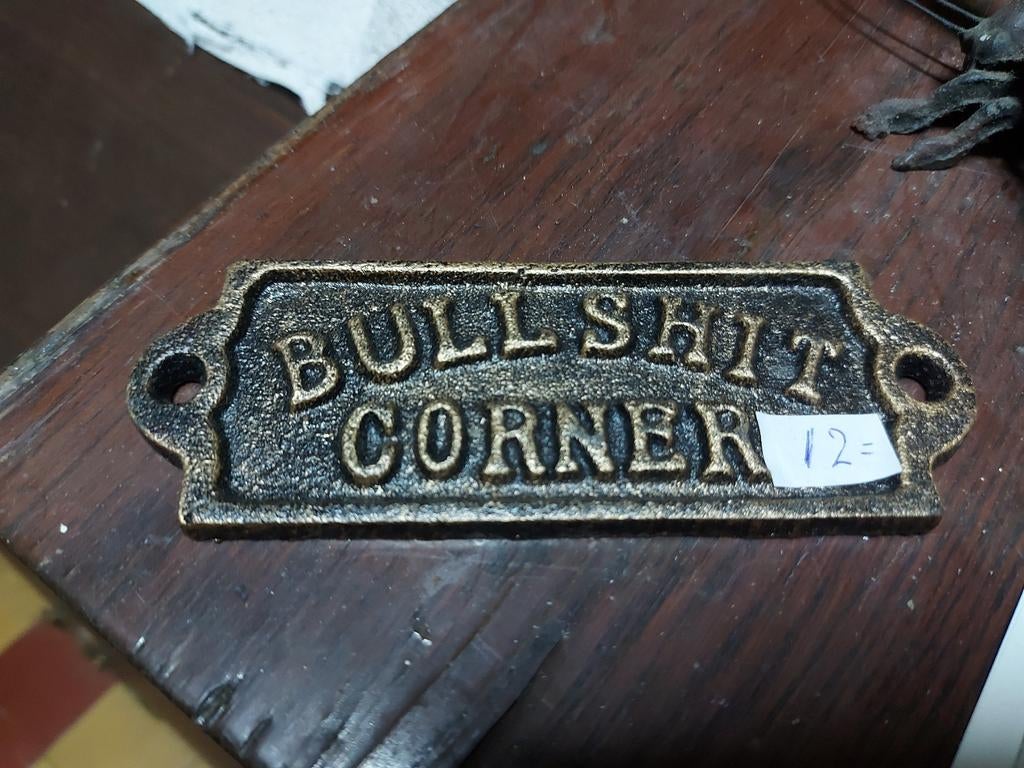 BULLSHIT
CORNER
12=